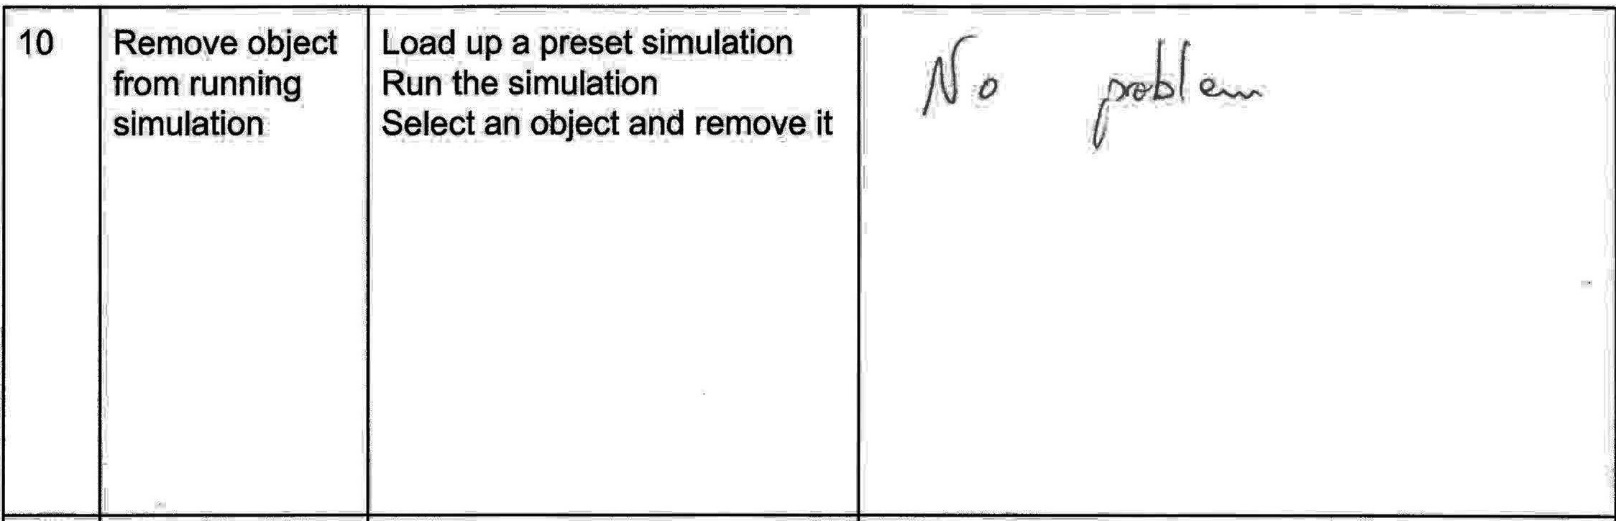 10
Remove object
from running
simulation
Load up a preset simulation
Run the simulation
Select an object and remove it
No problem